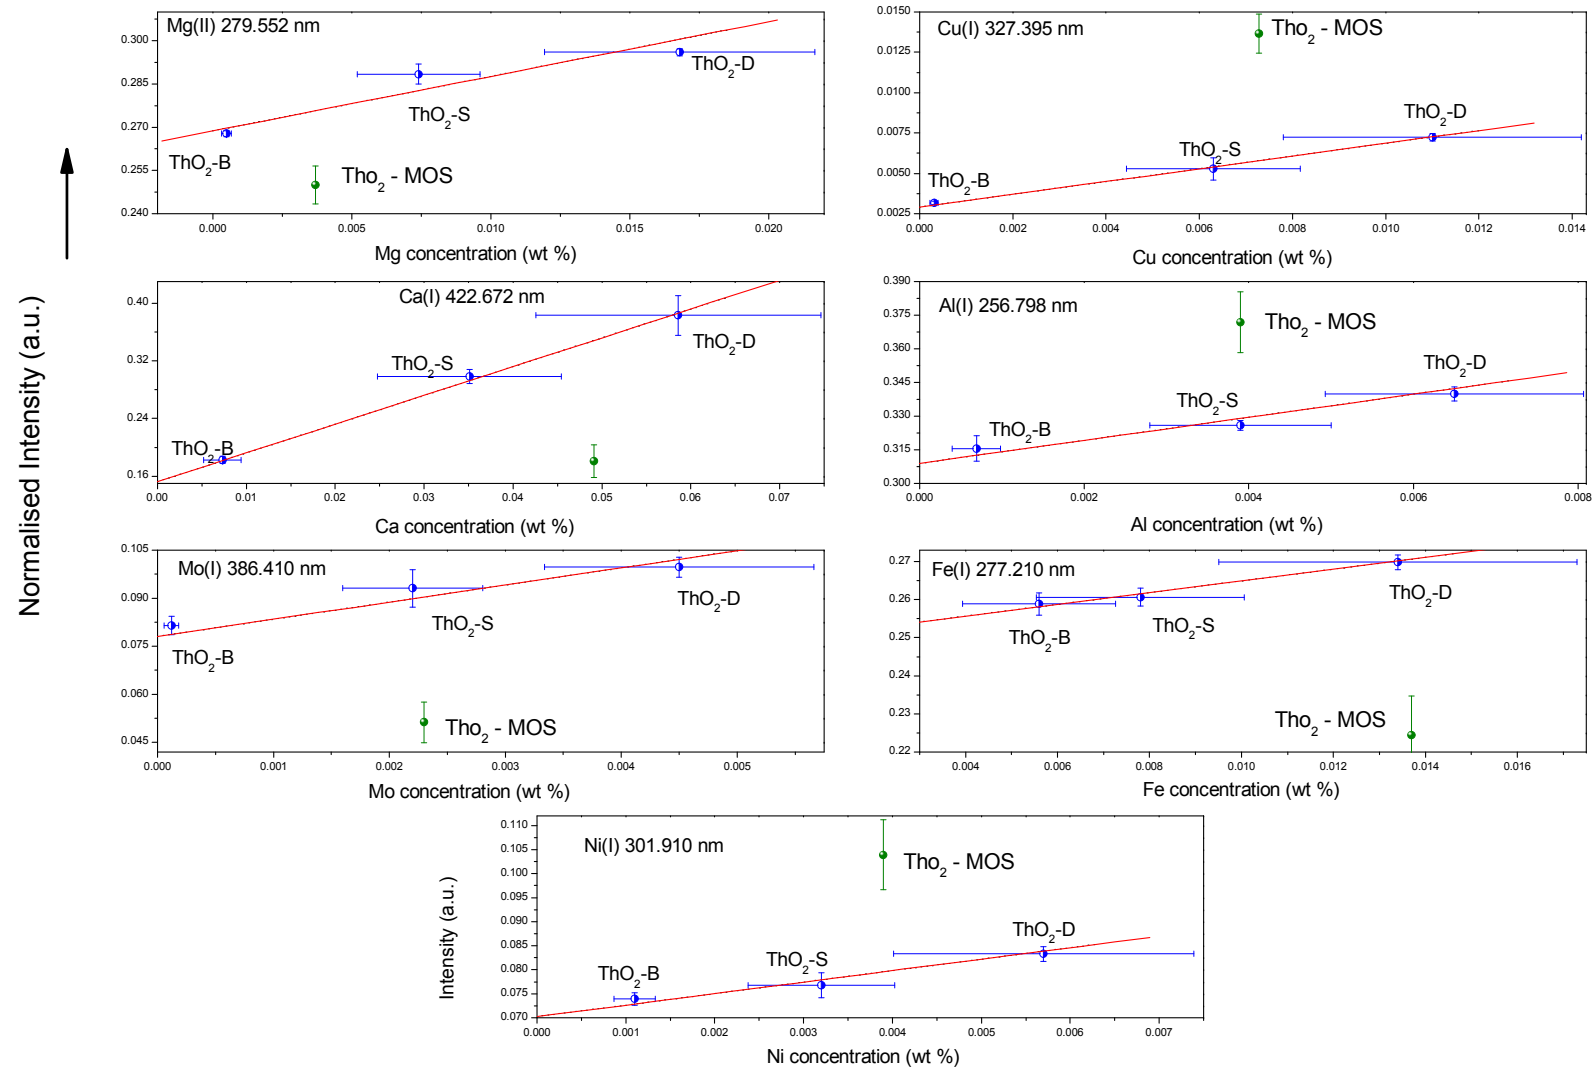 Normalised Intensity (a.u.)
Mg(II) 279.552 nm
0.300
0.285
0.270
0.255
0.240
ThO2-D
ThO2-S
ThO2-B
Tho2 - MOS
0.000 0.005 0.010 0.015 0.020
Mg concentration (wt %)
Cu(I) 327.395 nm
0.0150
0.0125
0.0100
0.0075
0.0050
0.0025
Tho2 - MOS
ThO2-D
ThO2-S
ThO2-B
0.000 0.002 0.004 0.006 0.008 0.010 0.012 0.014
Cu concentration (wt %)
Ca(I) 422.672 nm
0.40
0.32
0.24
0.16
ThO2-D
ThO2-S
ThO2-B
0.00 0.01 0.02 0.03 0.04 0.05 0.06 0.07
Ca concentration (wt %)
Al(I) 256.798 nm
0.390
0.375
0.360
0.345
0.330
0.315
0.300
Tho2 - MOS
ThO2-D
ThO2-S
ThO2-B
0.000 0.002 0.004 0.006 0.008
Al concentration (wt %)
Mo(I) 386.410 nm
0.105
0.090
0.075
0.060
0.045
ThO2-D
ThO2-S
ThO2-B
Tho2 - MOS
0.000 0.001 0.002 0.003 0.004 0.005
Mo concentration (wt %)
Fe(I) 277.210 nm
0.27
0.26
0.25
0.24
0.23
0.22
ThO2-D
ThO2-B
ThO2-S
Tho2 - MOS
0.004 0.006 0.008 0.010 0.012 0.014 0.016
Fe concentration (wt %)
Intensity (a.u.)
Ni(I) 301.910 nm
0.110
0.105
0.100
0.095
0.090
0.085
0.080
0.075
0.070
Tho2 - MOS
ThO2-D
ThO2-S
ThO2-B
0.000 0.001 0.002 0.003 0.004 0.005 0.006 0.007
Ni concentration (wt %)